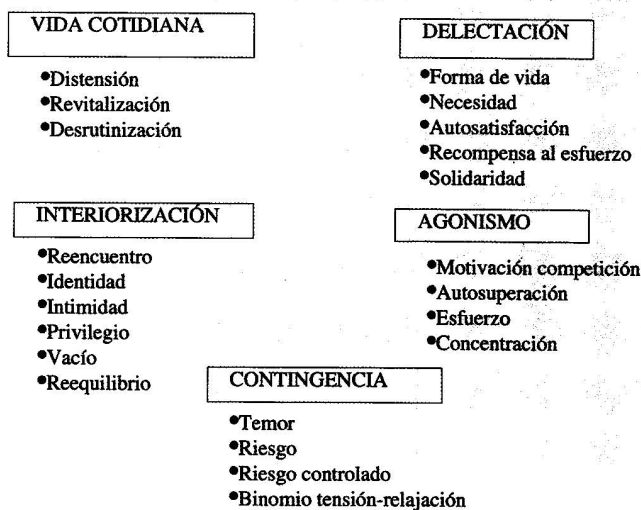 VIDA COTIDIANA
•Distensión
•Revitalización
•Desrutinización
DELECTACIÓN
•Forma de vida
•Necesidad
•Autosatisfacción
•Recompensa al esfuerzo
•Solidaridad
INTERIORIZACIÓN
•Reencuentro
•Identidad
•Intimidad
•Privilegio
•Vacío
•Reequilibrio
AGONISMO
•Motivación competición
•Autosuperación
•Esfuerzo
•Concentración
CONTINGENCIA
•Temor
•Riesgo
•Riesgo controlado
•Binomio tensión-relajación